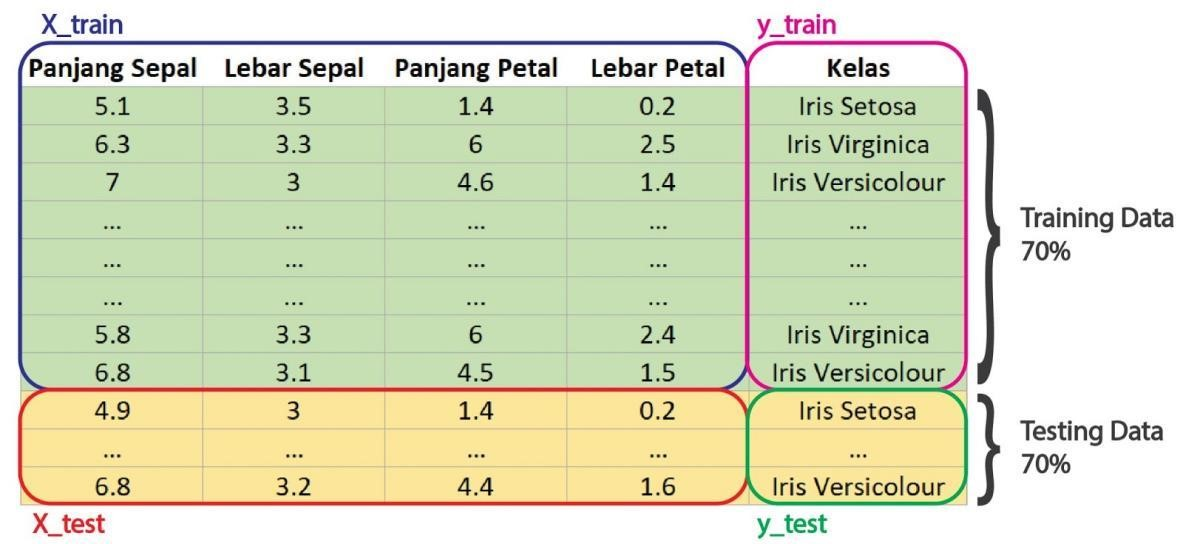 X_train y_train
Panjang Sepal Lebar Sepal Panjang Petal Lebar Petal Kelas
5.1 3.5 1.4 0.2 Iris Setosa
6.3 3.3 6 2.5 Iris Virginica
7 3 4.6 1.4 Iris Versicolour
... ... ... ... ...
... ... ... ... ...
... ... ... ... ...
5.8 3.3 6 2.4 Iris Virginica
6.8 3.1 4.5 1.5 Iris Versicolour
Training Data
70%
4.9 3 1.4 0.2 Iris Setosa
... ... ... ... ...
6.8 3.2 4.4 1.6 Iris Versicolour
Testing Data
70%
X_test y_test